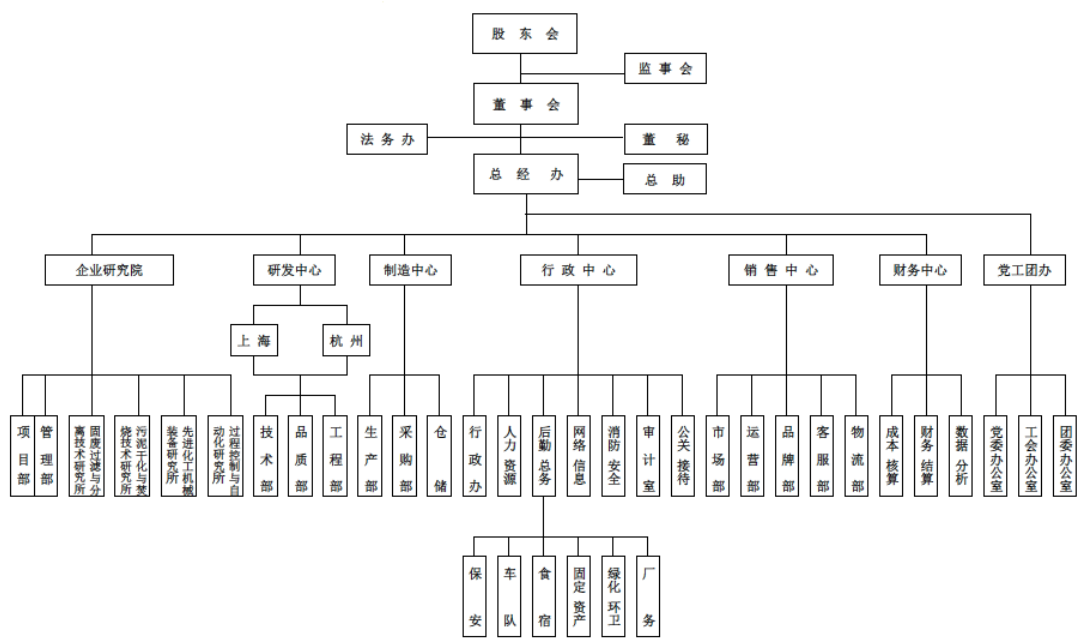 股 东 会
监 事 会
董 事 会
法 务 办
董 秘
总 经 办
总 助
企业研究院
研发中心
制造中心
行 政 中 心
销 售 中 心
财务中心
党工团办
上 海
杭 州
项目部
管理部
固废过滤与分
离技术研究所
污泥干化与焚
烧技术研究所
先进化工机械
装备研究所
过程控制与自
动化研究所
技术部
品质部
工程部
生产部
采购部
仓储
行政办
人力 资源
后勤 总务
网络 信息
消防 安全
审计室
公关 接待
市场部
运营部
品牌部
客服部
物流部
成本 核算
财务 结算
数据 分析
党委办公室
工会办公室
团委办公室
保安
车队
食宿
固定 资产
绿化 环卫
厂务